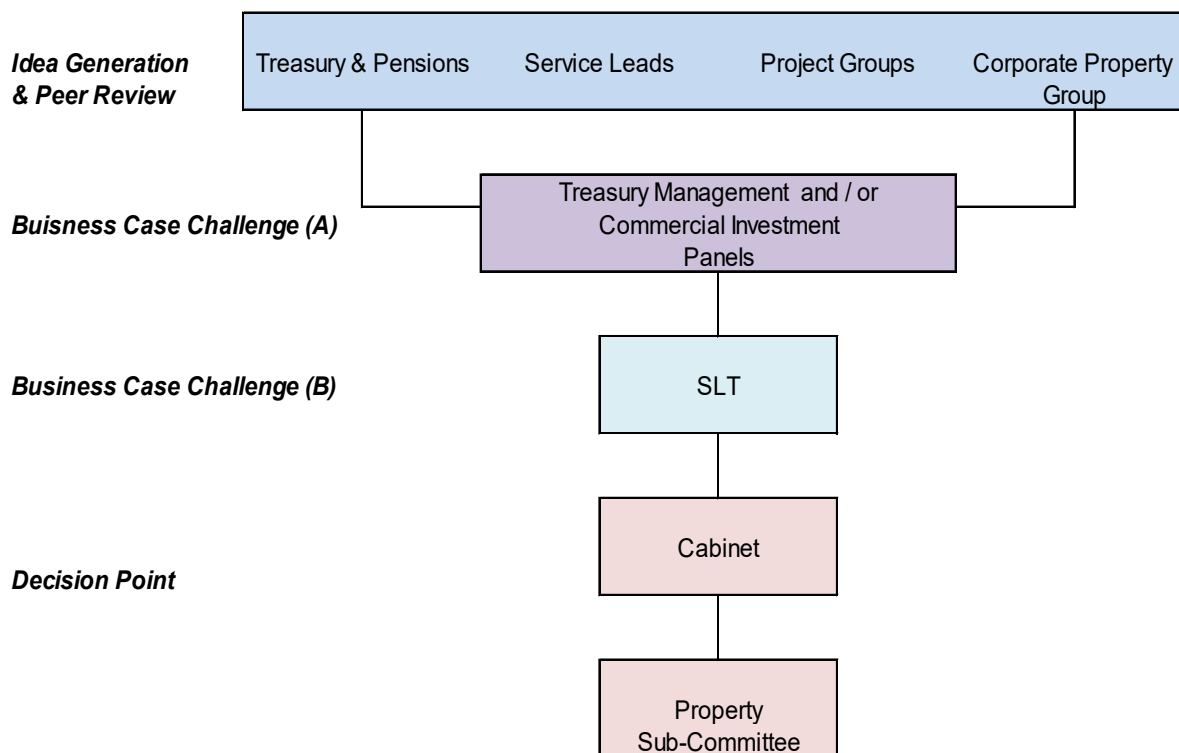 Idea Generation
& Peer Review
Treasury & Pensions
Service Leads
Project Groups
Corporate Property
Group
Buisness Case Challenge (A)
Treasury Management and / or
Commercial Investment
Panels
Business Case Challenge (B)
SLT
Cabinet
Decision Point
Property
Sub-Committee